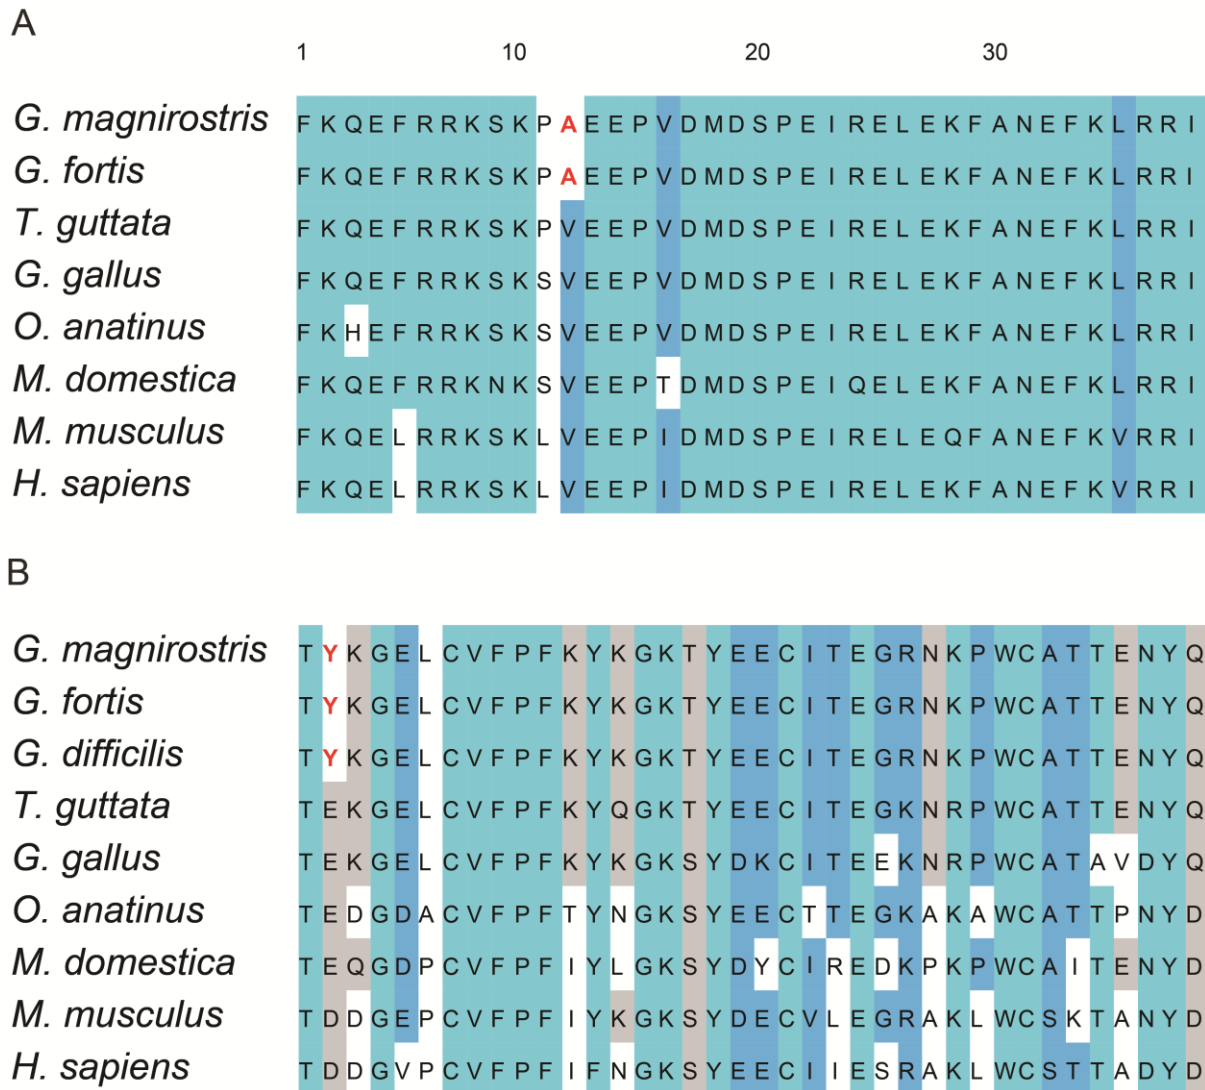 A
1 10 20 30
G. magnirostris FKQEFRRKSKPAEEPVDMDSPEIRELEKFANEFKLRRI
G. fortis FKQEFRRKSKPAEEPVDMDSPEIRELEKFANEFKLRRI
T. guttata FKQEFRRKSKPVEEPVDMDSPEIRELEKFANEFKLRRI
G. gallus FKQEFRRKSKSVEEPVDMDSPEIRELEKFANEFKLRRI
O. anatinus FKHEFRRKSKSVEEPVDMDSPEIRELEKFANEFKLRRI
M. domestica FKQEFRRKNKSVEEPTDMDSPEIQELEKFANEFKLRRI
M. musculus FKQELRRKSKLVEEPIDMDSPEIRELEQFANEFKVRRI
H. sapiens FKQELRRKSKLVEEPIDMDSPEIRELEKFANEFKVRRI
B
G. magnirostris TYKGELCVFPFKYKGKTYEECITEGRNKPWCATTENYQ
G. fortis TYKGELCVFPFKYKGKTYEECITEGRNKPWCATTENYQ
G. difficilis TYKGELCVFPFKYKGKTYEECITEGRNKPWCATTENYQ
T. guttata TEKGELCVFPFKYQGKTYEECITEGKNRPWCATTENYQ
G. gallus TEKGELCVFPFKYKGKSYDKCITEEKNRPWCATAVDYQ
O. anatinus TEDGDACVFPFTYNGKSYEECTTEGKAKAWCATTPNYD
M. domestica TEQGDPCVFPFIYLGKSYDYCIREDKPKPWCAITENYD
M. musculus TDDGEPCVFPFIYKGKSYDECVLEGRAKLWCSKTANYD
H. sapiens TDDGVPCVFPFIFNGKSYEECIIESRAKLWCSTTADYD